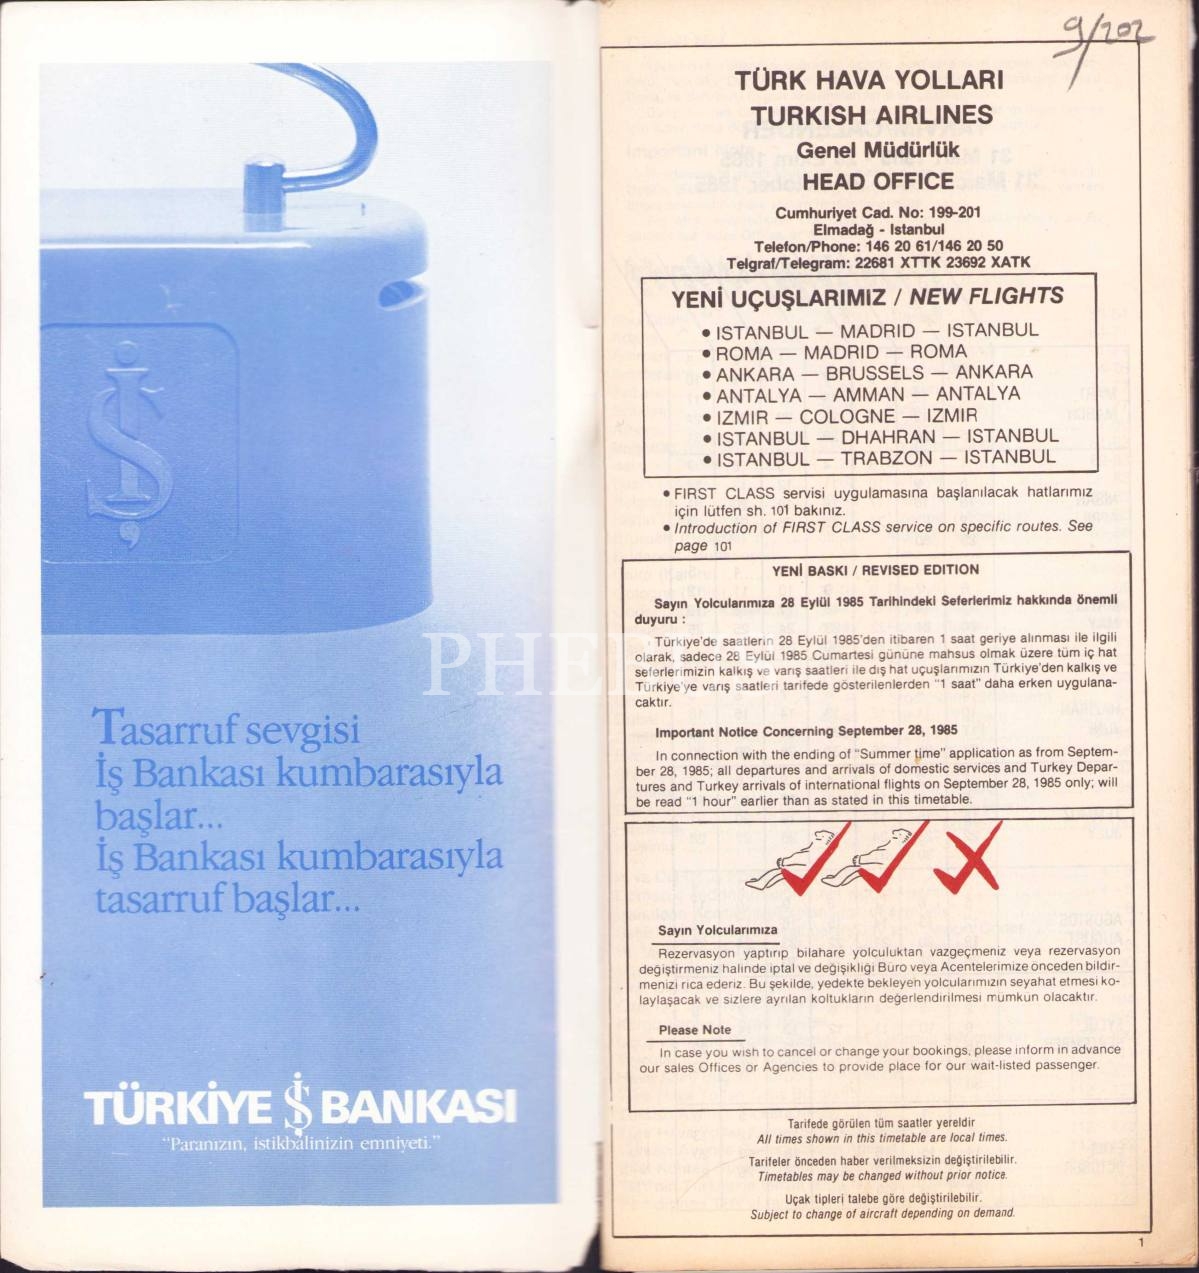 Tasarruf sevgisi
İş Bankası kumbarasıyla
başlar...
İş Bankası kumbarasıyla
tasarruf başlar...
TÜRKİYE İŞ BANKASI
"Paranızın, istikbâlinizin emniyeti."
9/202
TÜRK HAVA YOLLARI
TURKISH AIRLINES
Genel Müdürlük
HEAD OFFICE
Cumhuriyet Cad. No: 199-201
Elmadağ - Istanbul
Telefon/Phone: 146 20 61/146 20 50
Telgraf/Telegram: 22681 XTTK 23692 XATK
YENİ UÇUŞLARIMIZ / NEW FLIGHTS
• ISTANBUL — MADRID — ISTANBUL
• ROMA — MADRID — ROMA
• ANKARA — BRUSSELS — ANKARA
• ANTALYA — AMMAN — ANTALYA
• IZMIR — COLOGNE — IZMIR
• ISTANBUL — DHAHRAN — ISTANBUL
• ISTANBUL — TRABZON — ISTANBUL
• FIRST CLASS servisi uygulamasına başlanılacak hatlarımız
için lütfen sh. 101 bakınız.
• Introduction of FIRST CLASS service on specific routes. See
page 101
YENİ BASKI / REVISED EDITION
Sayın Yolcularımıza 28 Eylül 1985 Tarihindeki Seferlerimiz hakkında önemli
duyuru :
Türkiye'de saatlerin 28 Eylül 1985'den itibaren 1 saat geriye alınması ile ilgili
olarak, sadece 28 Eylül 1985 Cumartesi gününe mahsus olmak üzere tüm iç hat
seferlerimizin kalkış ve varış saatleri ile dış hat uçuşlarımızın Türkiye'den kalkış ve
Türkiye'ye varış saatleri tarifede gösterilenlerden "1 saat" daha erken uygulana-
caktır.
Important Notice Concerning September 28, 1985
In connection with the ending of "Summer time" application as from Septem-
ber 28, 1985; all departures and arrivals of domestic services and Turkey Depar-
tures and Turkey arrivals of international flights on September 28, 1985 only; will
be read "1 hour" earlier than as stated in this timetable.
Sayın Yolcularımıza
Rezervasyon yaptırıp bilahare yolculuktan vazgeçmeniz veya rezervasyon
değiştirmeniz halinde iptal ve değişikliği Büro veya Acentelerimize önceden bildir-
menizi rica ederiz. Bu şekilde, yedekte bekleyen yolcularımızın seyahat etmesi ko-
laylaşacak ve sizlere ayrılan koltukların değerlendirilmesi mümkun olacaktır.
Please Note
In case you wish to cancel or change your bookings, please inform in advance
our sales Offices or Agencies to provide place for our wait-listed passenger.
Tarifede görülen tüm saatler yereldir
All times shown in this timetable are local times.
Tarifeler önceden haber verilmeksizin değiştirilebilir.
Timetables may be changed without prior notice.
Uçak tipleri talebe göre değiştirilebilir.
Subject to change of aircraft depending on demand.
1